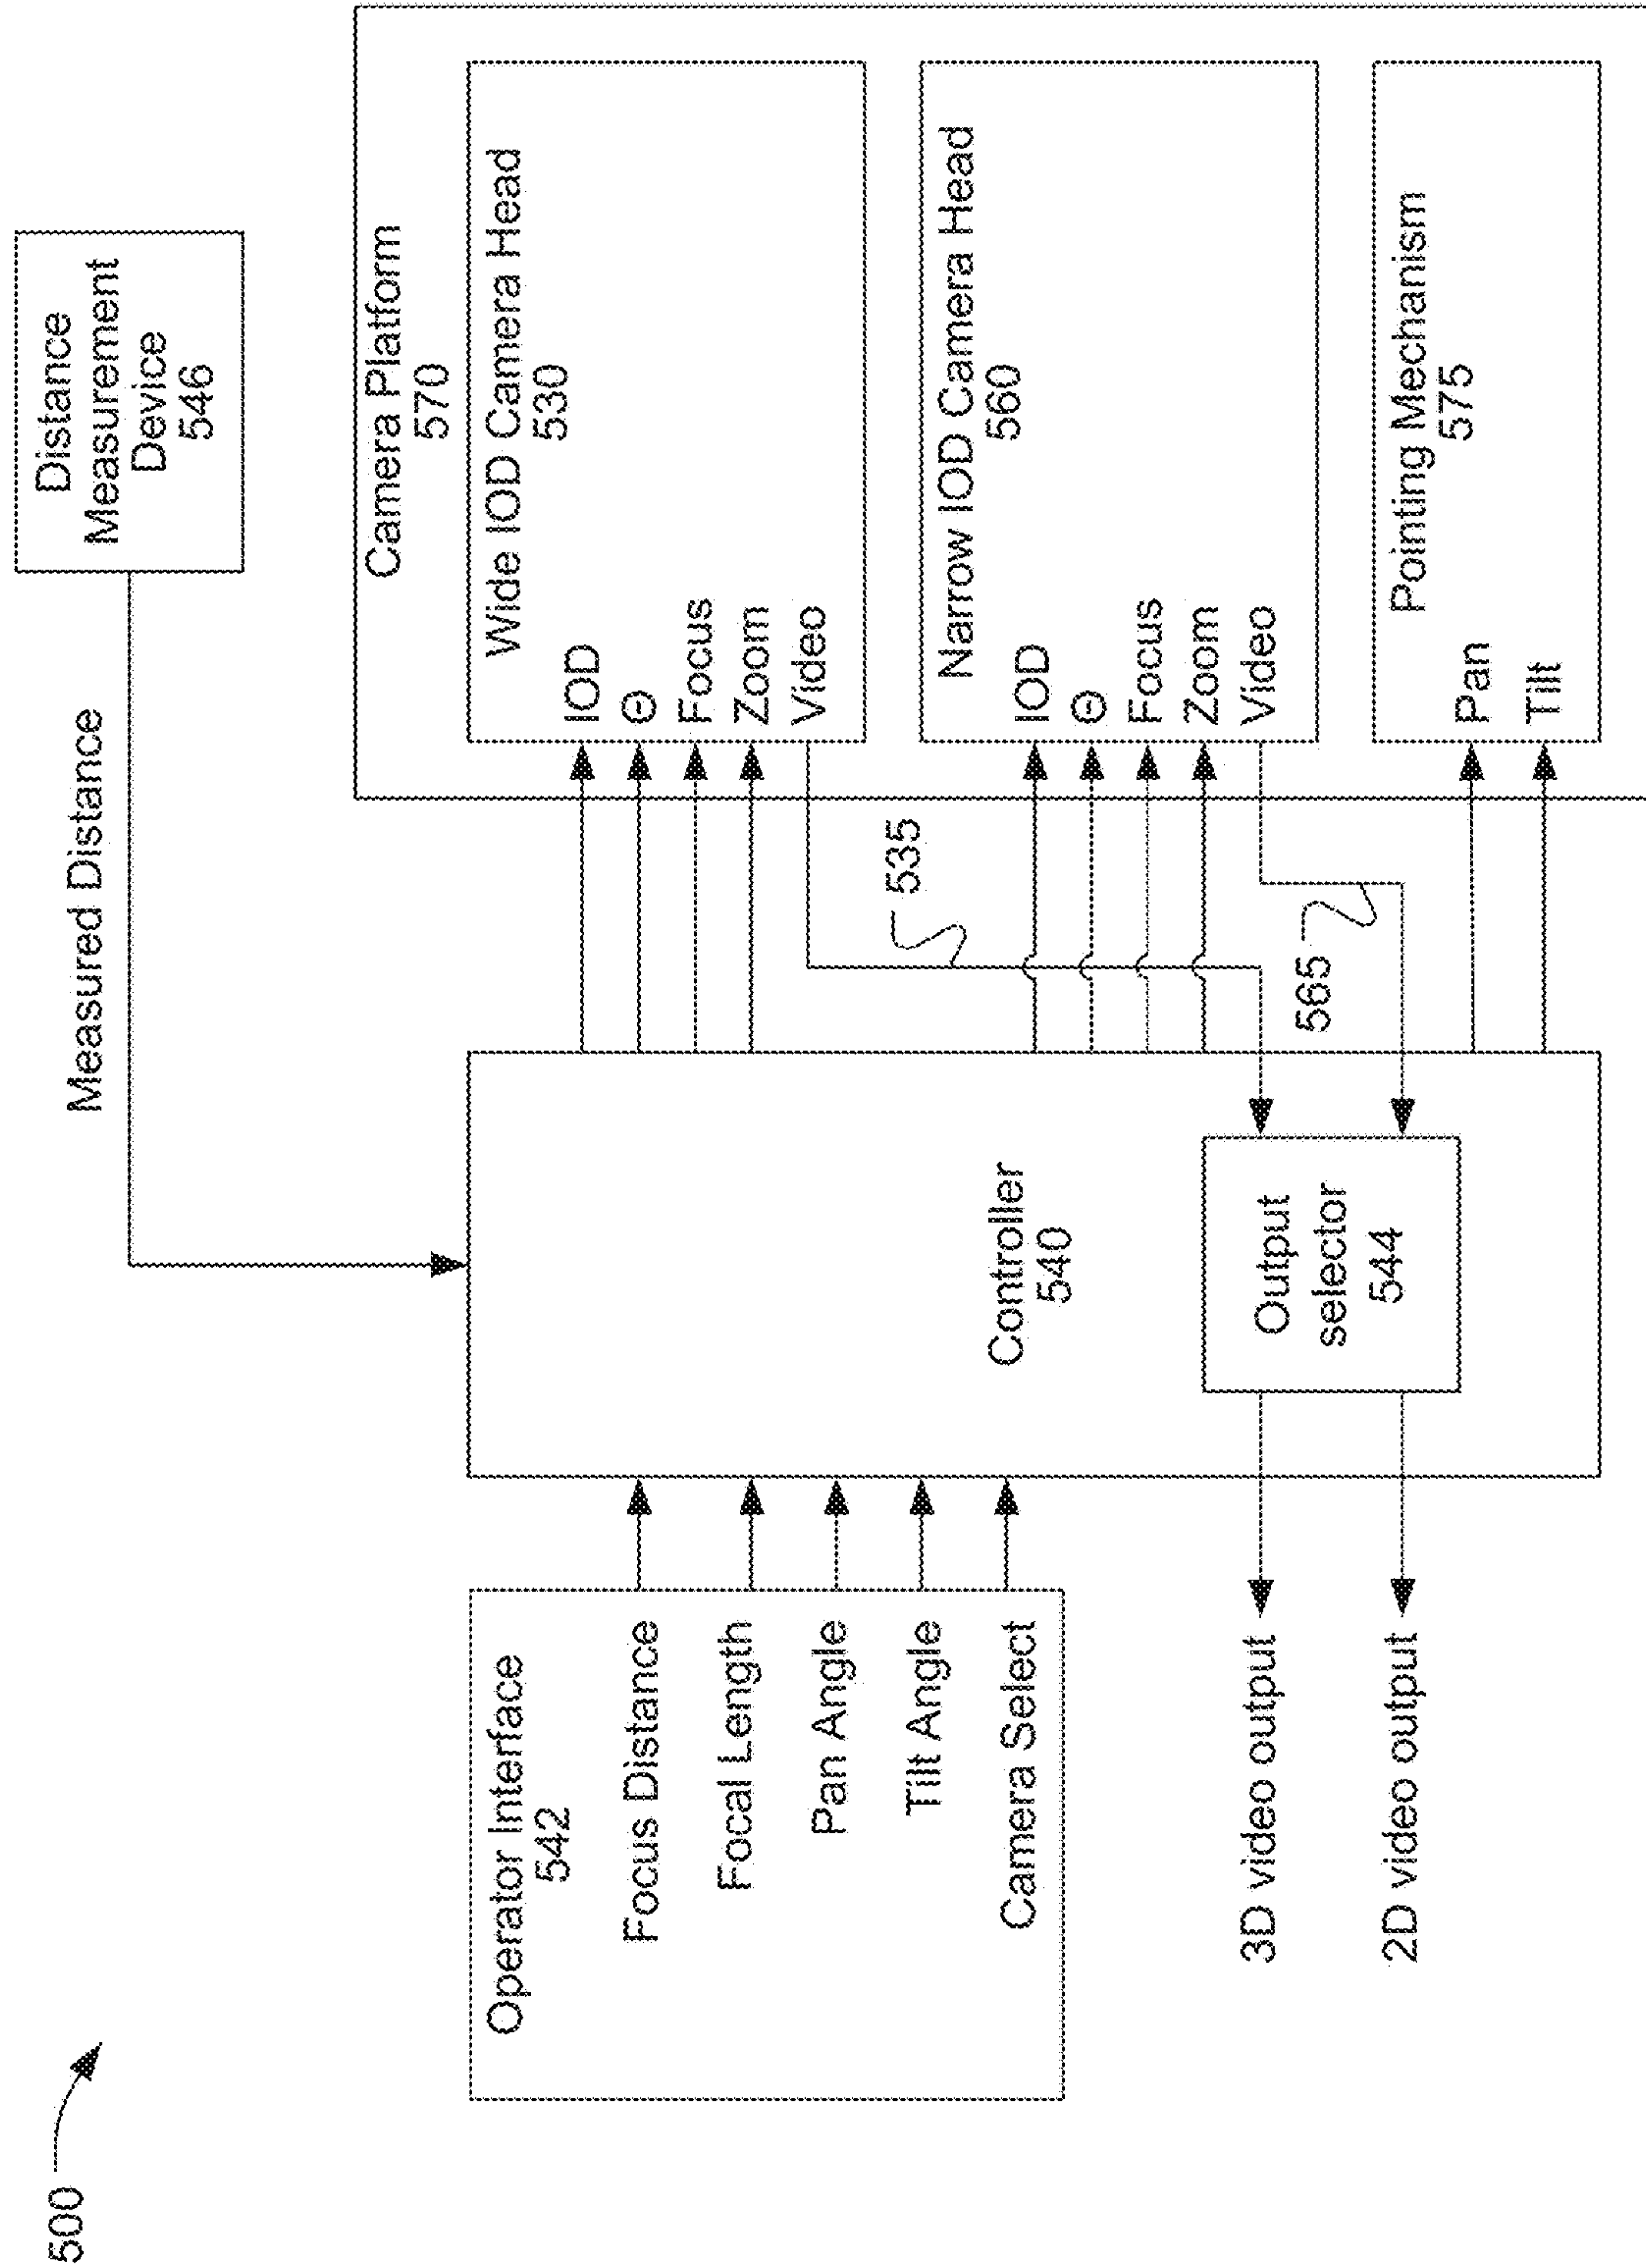 500
Measured Distance
Distance
Measurement
Device
546
Operator Interface
542
Focus Distance
Focal Length
Pan Angle
Tilt Angle
Camera Select
3D video output
2D video output
Controller
540
Output
selector
544
535
565
Camera Platform
570
Wide IOD Camera Head
530
IOD
Θ
Focus
Zoom
Video
Narrow IOD Camera Head
560
IOD
Θ
Focus
Zoom
Video
Pointing Mechanism
575
Pan
Tilt